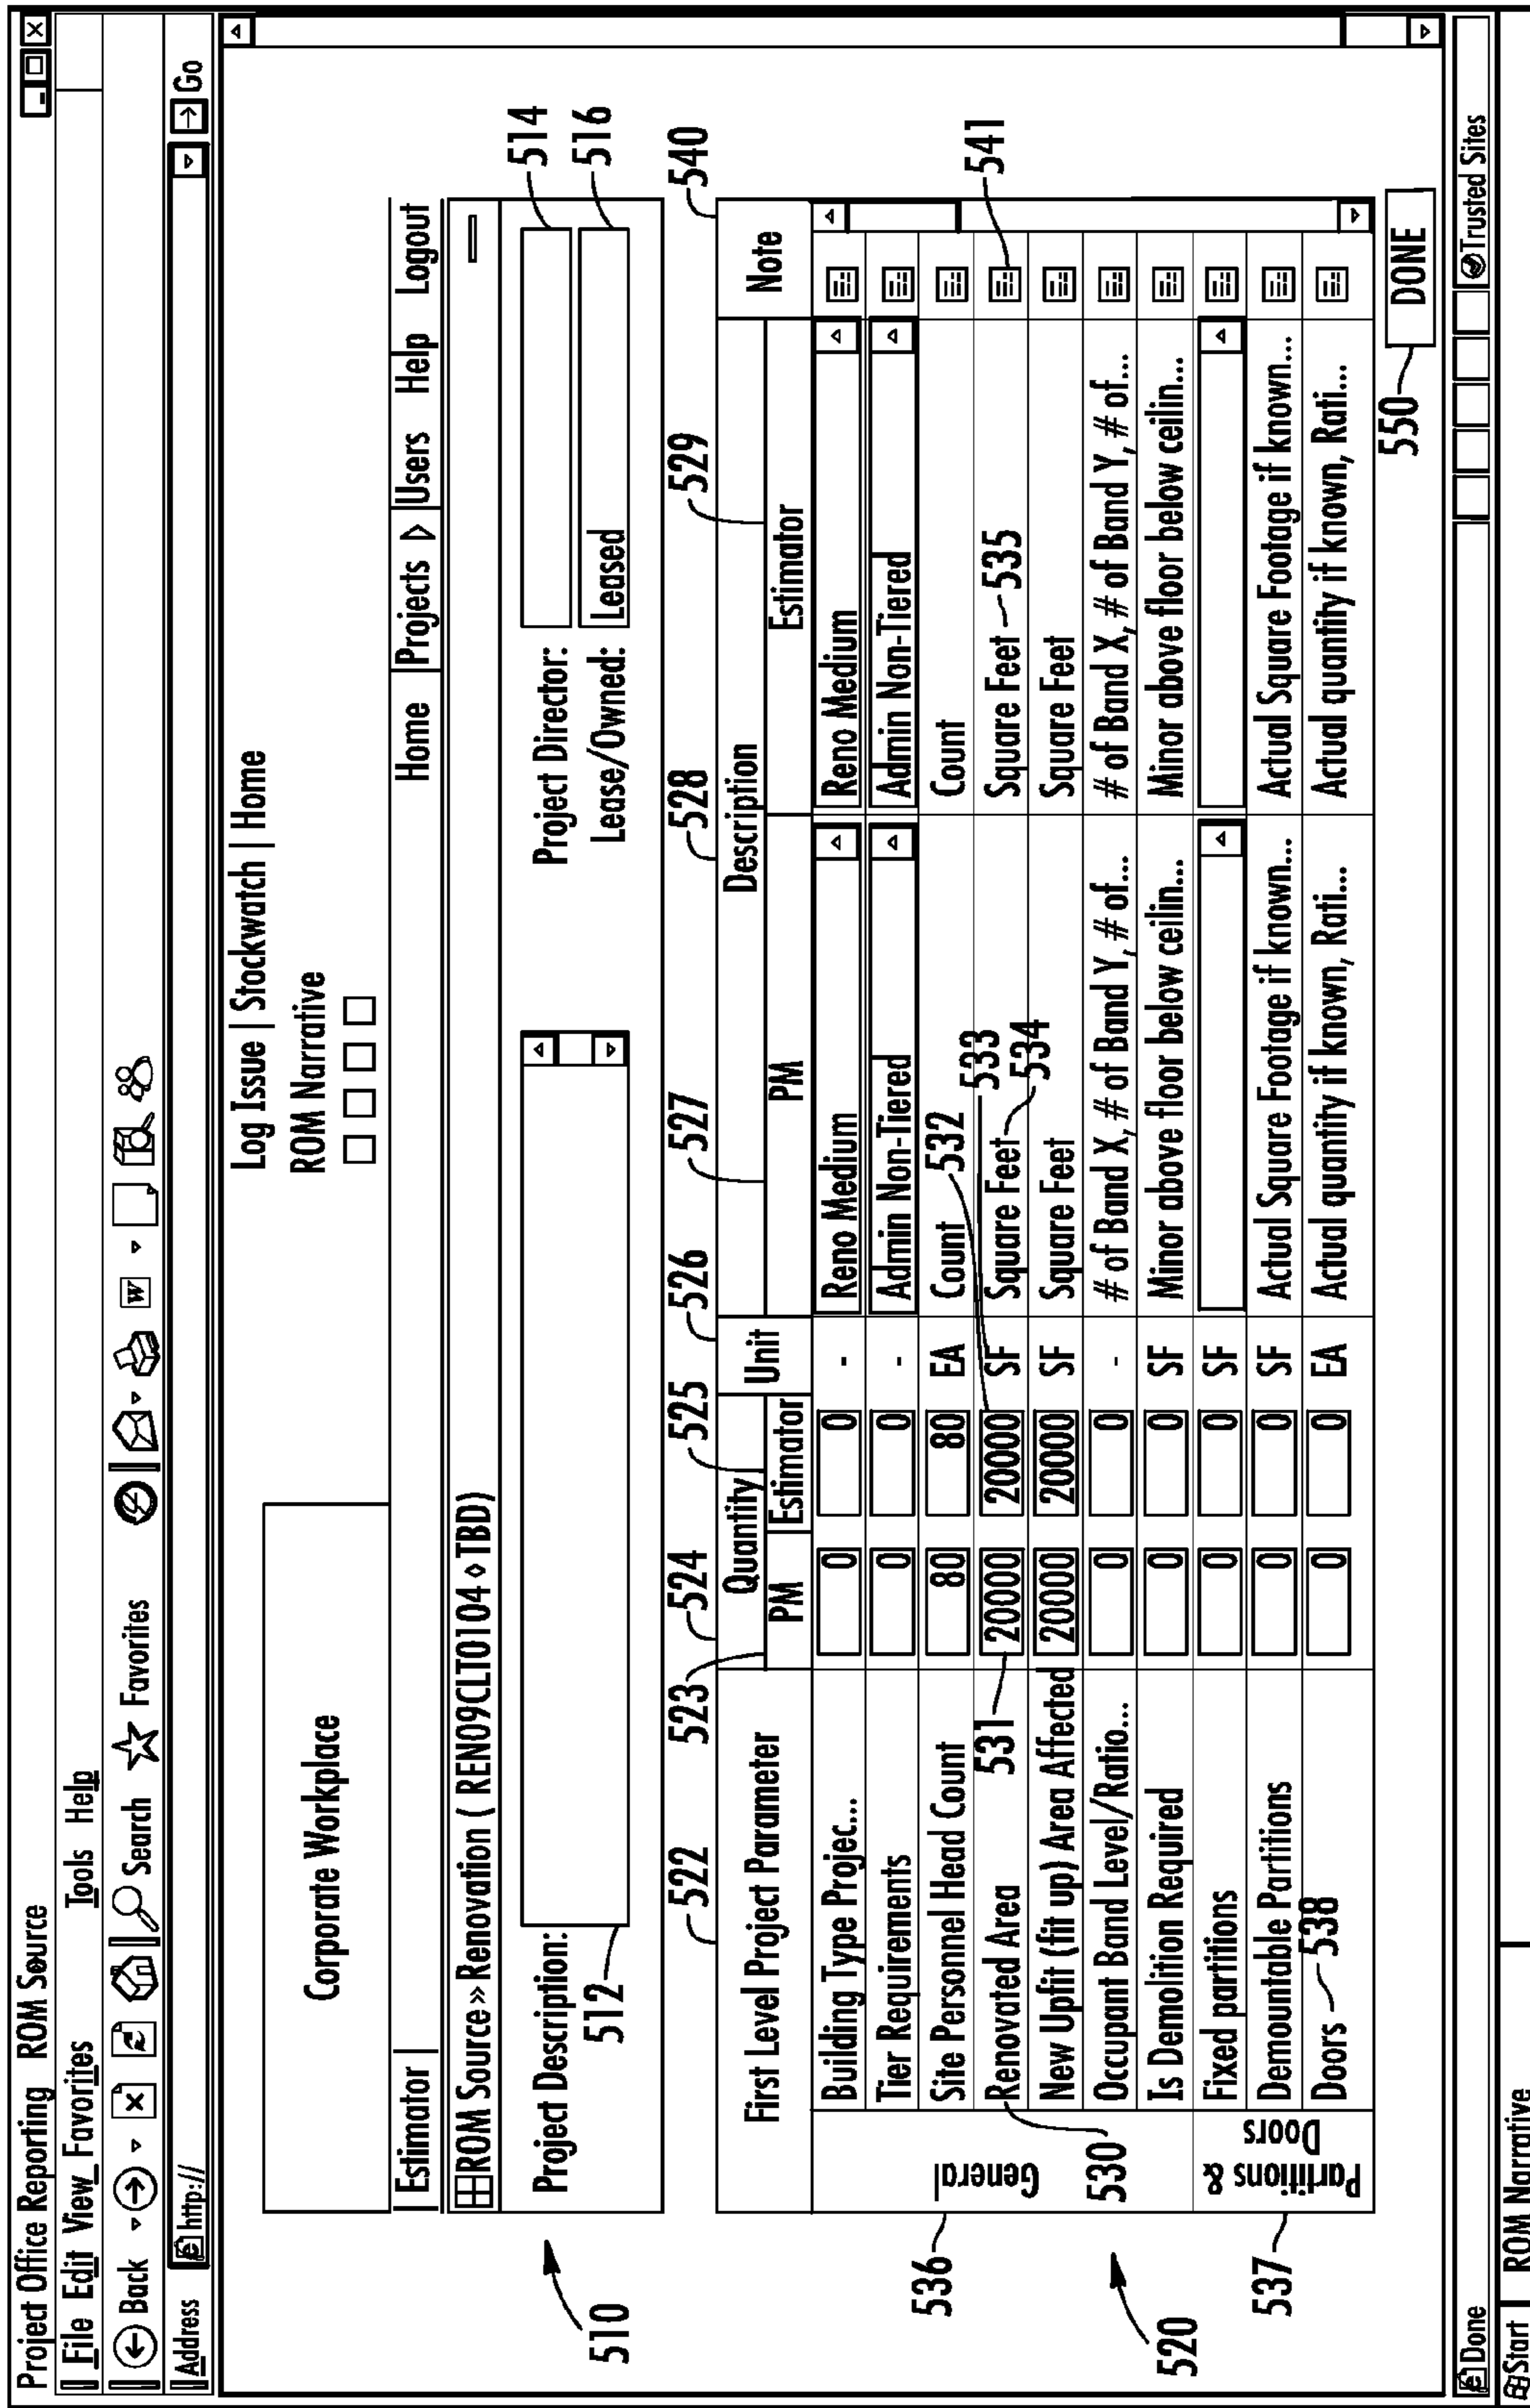 Project Office Reporting ROM Source
File Edit View Favorites Tools Help
Back Search Favorites W
Address http:// Go
Log Issue | Stockwatch | Home
Corporate Workplace
ROM Narrative
Estimator Home Projects Users Help Logout
ROM Source » Renovation ( REN09CLT0104 ⋄ TBD)
510
Project Description: Project Director: 514
512 Lease/Owned: Leased 516
522 523 524 525 526 527 528 529 540
First Level Project Parameter Quantity Unit Description Note
PM Estimator PM Estimator
536 General
Building Type Projec... 0 0 - Reno Medium Reno Medium
Tier Requirements 0 0 - Admin Non-Tiered Admin Non-Tiered
Site Personnel Head Count 80 80 EA Count 532 Count
Renovated Area 531 20000 20000 SF 533 Square Feet 534 Square Feet 535 541
New Upfit (fit up) Area Affected 20000 20000 SF Square Feet Square Feet
530 Occupant Band Level/Ratio... 0 0 - # of Band X, # of Band Y, # of... # of Band X, # of Band Y, # of...
520
Is Demolition Required 0 0 SF Minor above floor below ceilin... Minor above floor below ceilin...
537 Partitions & Doors
Fixed partitions 0 0 SF
Demountable Partitions 0 0 SF Actual Square Footage if known... Actual Square Footage if known...
Doors 538 0 0 EA Actual quantity if known, Rati... Actual quantity if known, Rati...
550 DONE
Done Trusted Sites
Start ROM Narrative